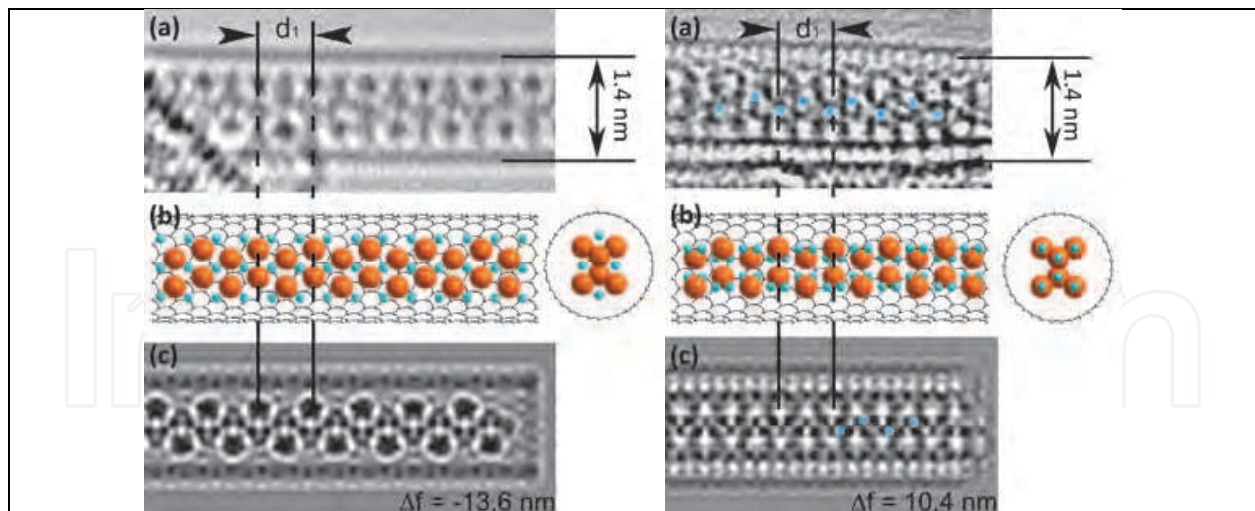 (a)
d₁
1.4 nm
(b)
(c)
Δf = -13,6 nm
(a)
d₁
1.4 nm
(b)
(c)
Δf = 10,4 nm